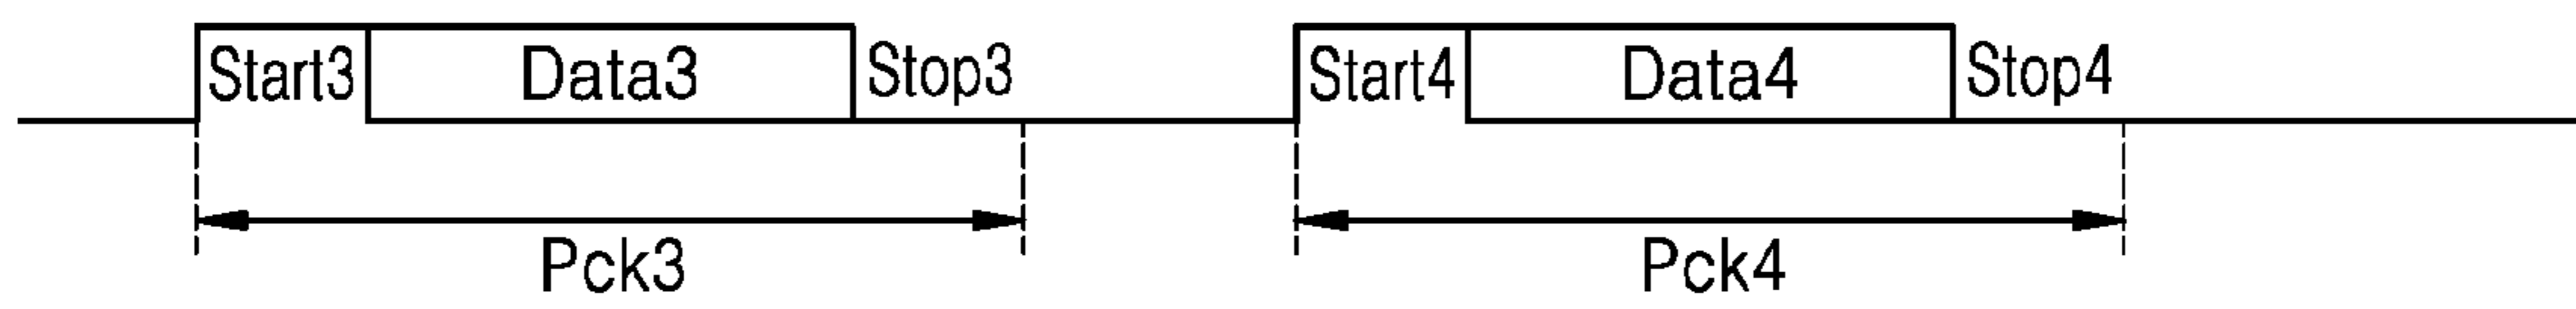 Start3 Data3 Stop3 Start4 Data4 Stop4
Pck3 Pck4